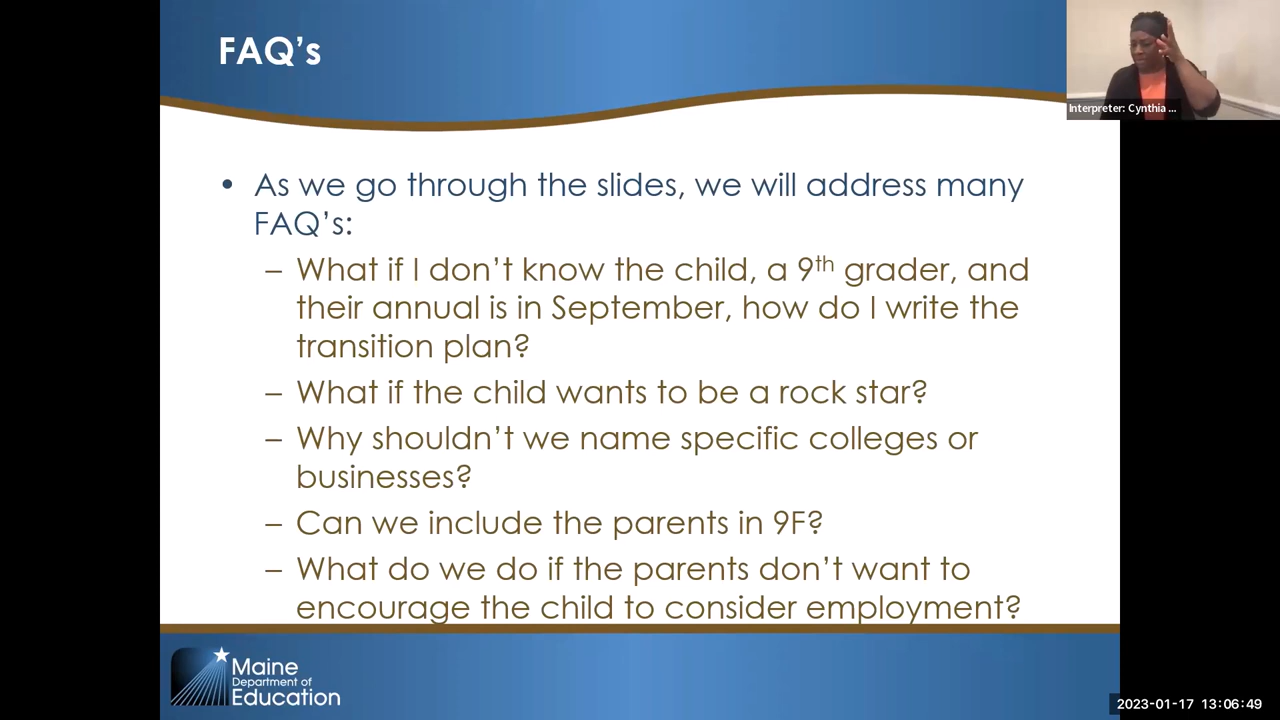 FAQ’s
Interpreter: Cynthia ...
• As we go through the slides, we will address many
FAQ’s:
– What if I don’t know the child, a 9th grader, and
their annual is in September, how do I write the
transition plan?
– What if the child wants to be a rock star?
– Why shouldn’t we name specific colleges or
businesses?
– Can we include the parents in 9F?
– What do we do if the parents don’t want to
encourage the child to consider employment?
Maine
Department of
Education
2023-01-17 13:06:49